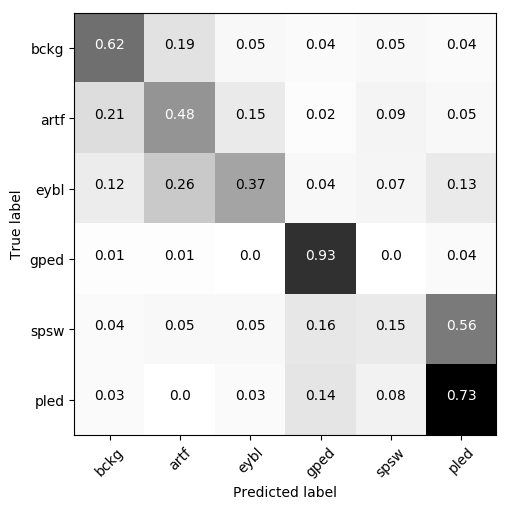 bckg 0.62 0.19 0.05 0.04 0.05 0.04
artf 0.21 0.48 0.15 0.02 0.09 0.05
eybl 0.12 0.26 0.37 0.04 0.07 0.13
gped 0.01 0.01 0.0 0.93 0.0 0.04
spsw 0.04 0.05 0.05 0.16 0.15 0.56
pled 0.03 0.0 0.03 0.14 0.08 0.73
True label
bckg artf eybl gped spsw pled
Predicted label